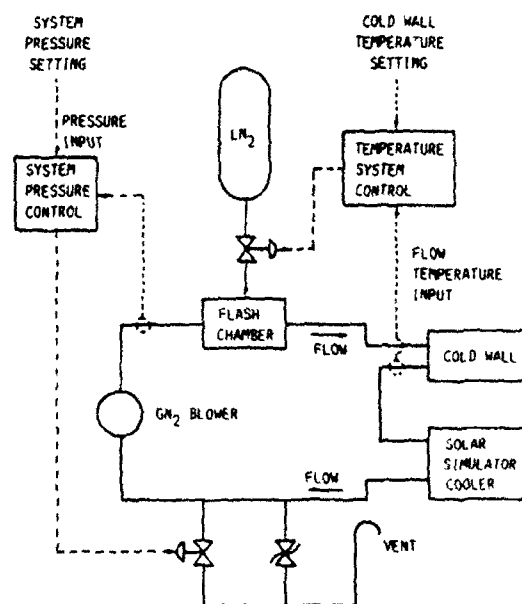 SYSTEM
PRESSURE
SETTING
COLD WALL
TEMPERATURE
SETTING
PRESSURE
INPUT
LN2
SYSTEM
PRESSURE
CONTROL
TEMPERATURE
SYSTEM
CONTROL
FLOW
TEMPERATURE
INPUT
FLASH
CHAMBER
FLOW
COLD WALL
GN2 BLOWER
SOLAR
SIMULATOR
COOLER
FLOW
VENT